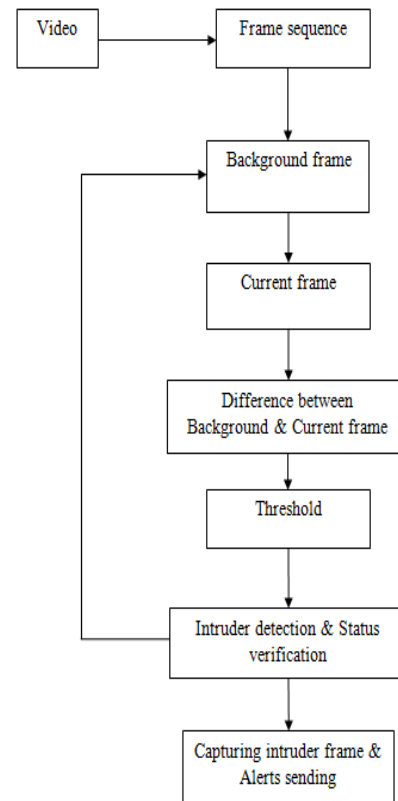 Video
Frame sequence
Background frame
Current frame
Difference between
Background & Current frame
Threshold
Intruder detection & Status
verification
Capturing intruder frame &
Alerts sending